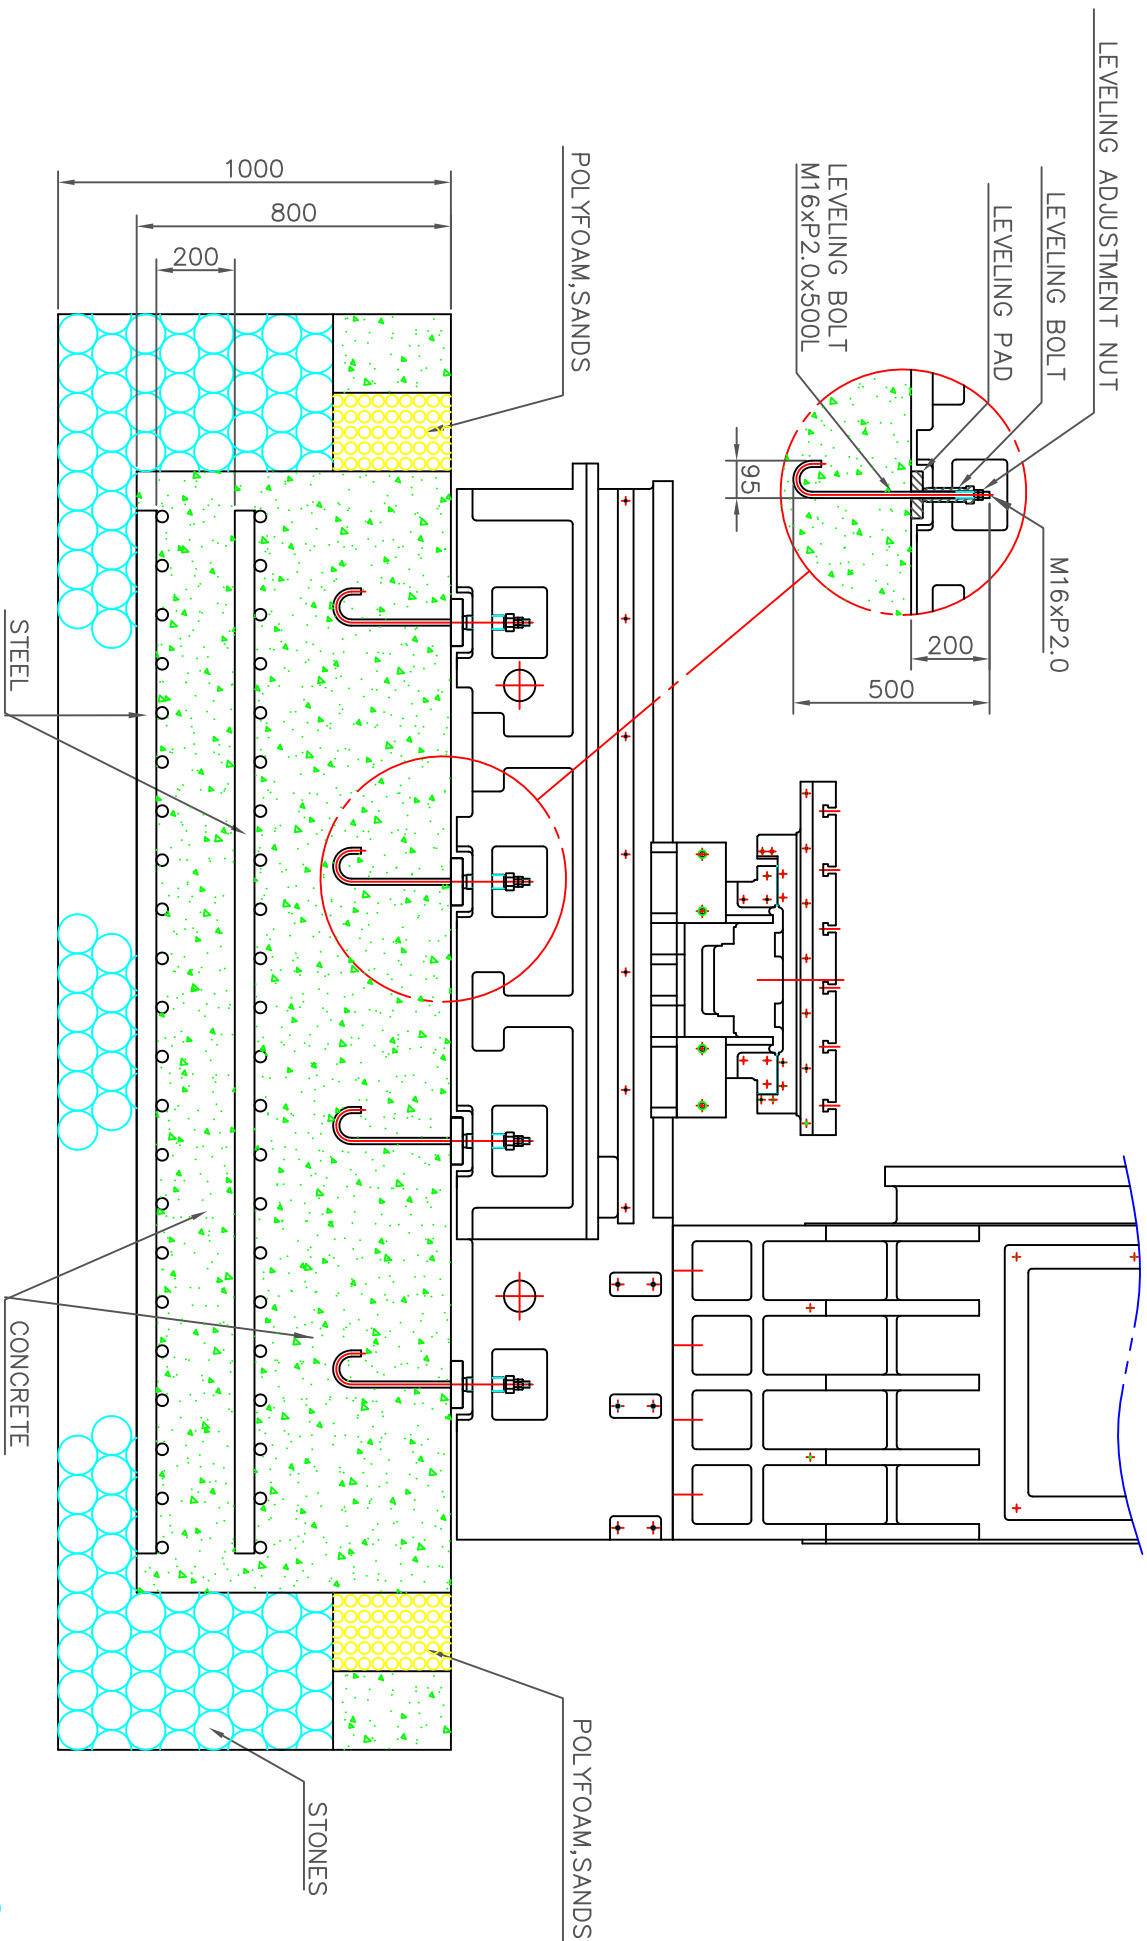 LEVELING ADJUSTMENT NUT
LEVELING BOLT
LEVELING PAD
LEVELING BOLT
M16xP2.0x500L
M16xP2.0
95
200
500
POLYFOAM,SANDS
1000
800
200
STEEL
CONCRETE
STONES
POLYFOAM,SANDS